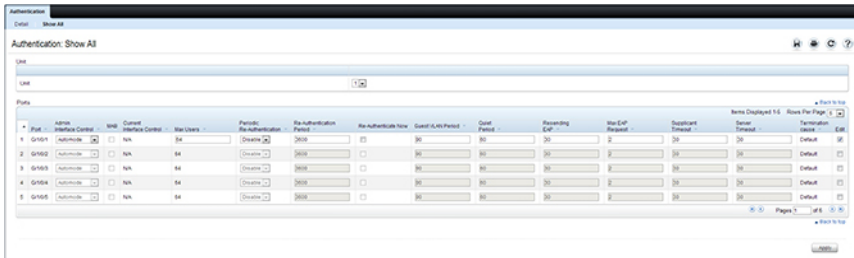 Authentication
Detail Show All
Authentication: Show All
Unit
Unit 1
Ports
Back to top
Items Displayed 1-5 Rows Per Page 5
Port Admin Interface Control MAB Current Interface Control Max Users Periodic Re-Authentication Re-Authentication Period Re-Authenticate Now Guest VLAN Period Quiet Period Resending EAP Max EAP Request Supplicant Timeout Server Timeout Termination cause Edit
1 Gi1/0/1 Automode N/A 64 Disable 3600 90 60 30 2 30 30 Default
2 Gi1/0/2 Automode N/A 64 Disable 3600 90 60 30 2 30 30 Default
3 Gi1/0/3 Automode N/A 64 Disable 3600 90 60 30 2 30 30 Default
4 Gi1/0/4 Automode N/A 64 Disable 3600 90 60 30 2 30 30 Default
5 Gi1/0/5 Automode N/A 64 Disable 3600 90 60 30 2 30 30 Default
Pages 1 of 6
Back to top
Apply